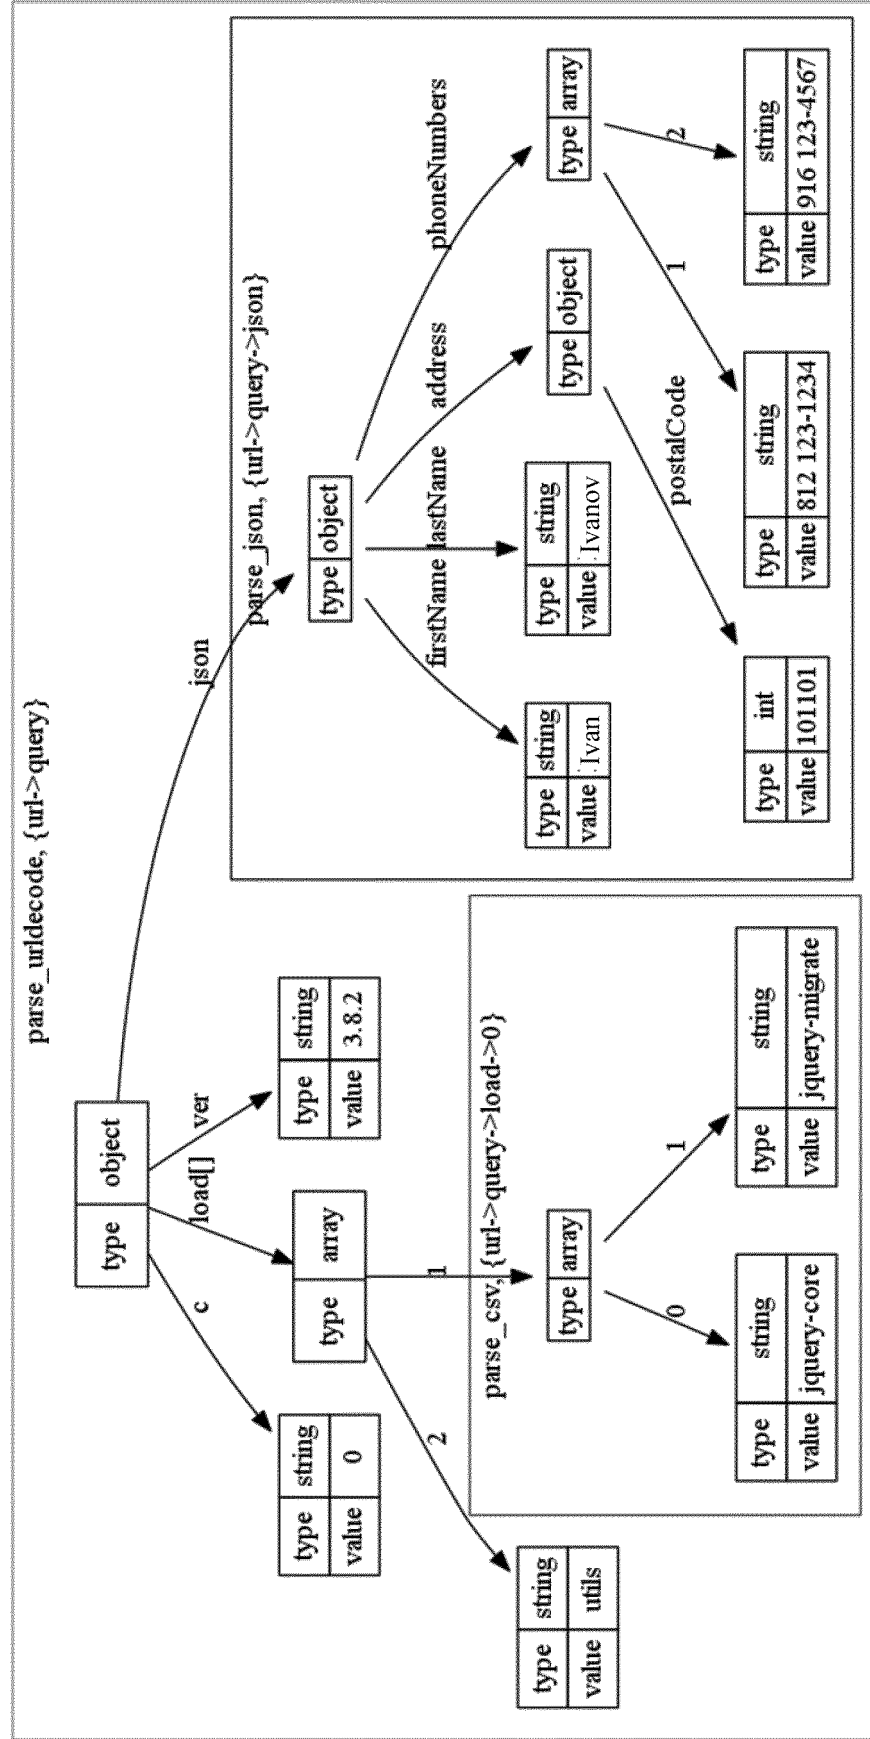 parse_urldecode, {url->query}
type object
c
load[]
ver
json
type string
value 0
type array
type string
value 3.8.2
2
1
type string
value utils
parse_csv, {url->query->load->0}
type array
0
1
type string
value jquery-core
type string
value jquery-migrate
parse_json, {url->query->json}
type object
firstName
lastName
address
phoneNumbers
type string
value .Ivan
type string
value .Ivanov
type object
type array
postalCode
1
2
type int
value 101101
type string
value 812 123-1234
type string
value 916 123-4567